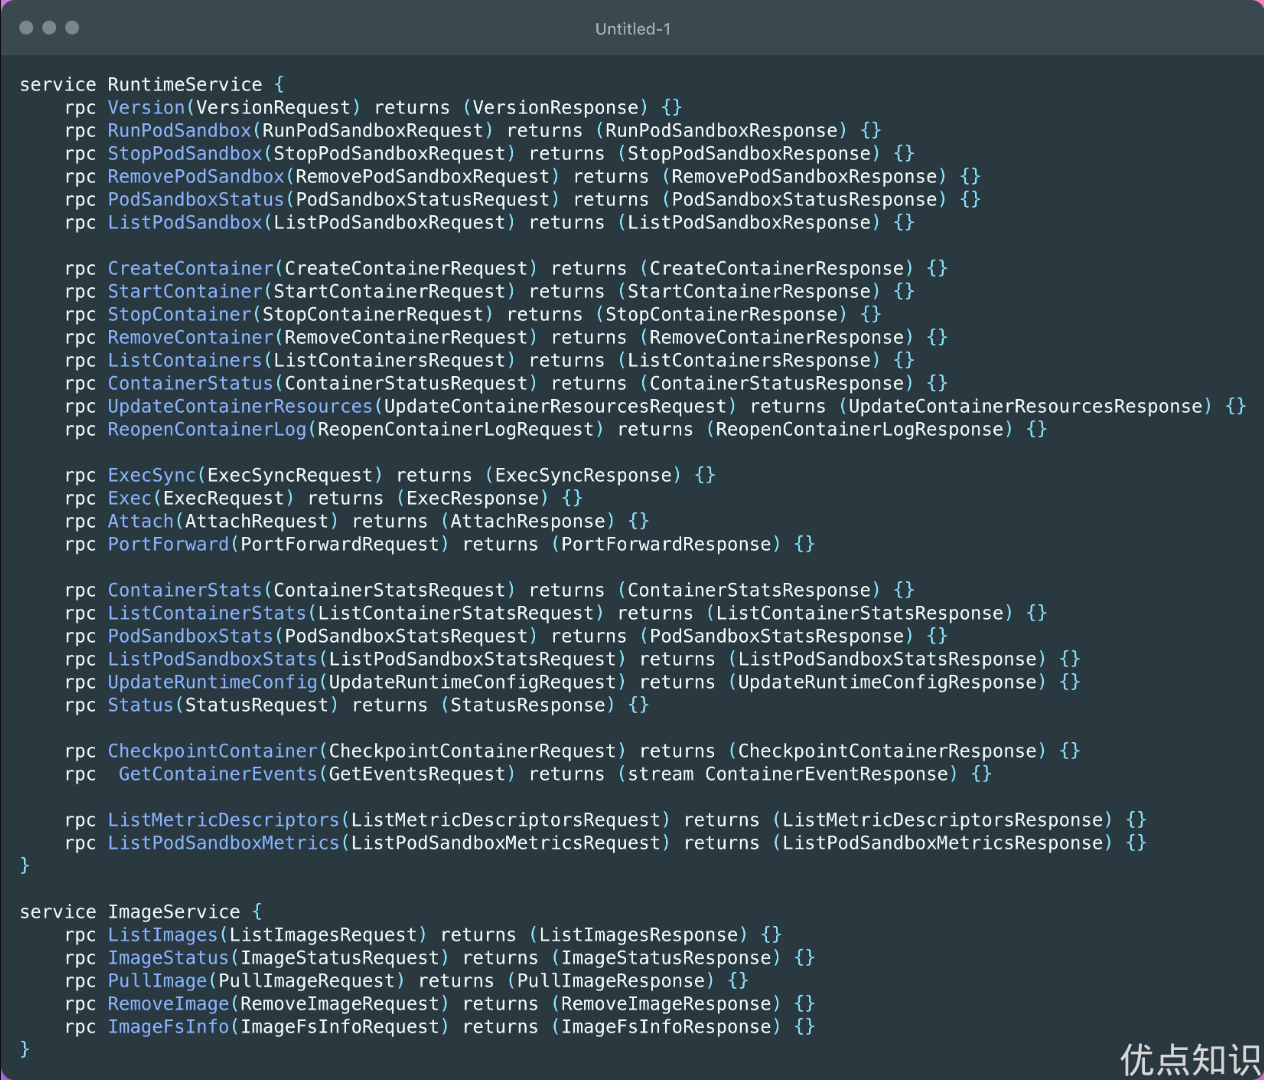 Untitled-1
service RuntimeService {
    rpc Version(VersionRequest) returns (VersionResponse) {}
    rpc RunPodSandbox(RunPodSandboxRequest) returns (RunPodSandboxResponse) {}
    rpc StopPodSandbox(StopPodSandboxRequest) returns (StopPodSandboxResponse) {}
    rpc RemovePodSandbox(RemovePodSandboxRequest) returns (RemovePodSandboxResponse) {}
    rpc PodSandboxStatus(PodSandboxStatusRequest) returns (PodSandboxStatusResponse) {}
    rpc ListPodSandbox(ListPodSandboxRequest) returns (ListPodSandboxResponse) {}
    rpc CreateContainer(CreateContainerRequest) returns (CreateContainerResponse) {}
    rpc StartContainer(StartContainerRequest) returns (StartContainerResponse) {}
    rpc StopContainer(StopContainerRequest) returns (StopContainerResponse) {}
    rpc RemoveContainer(RemoveContainerRequest) returns (RemoveContainerResponse) {}
    rpc ListContainers(ListContainersRequest) returns (ListContainersResponse) {}
    rpc ContainerStatus(ContainerStatusRequest) returns (ContainerStatusResponse) {}
    rpc UpdateContainerResources(UpdateContainerResourcesRequest) returns (UpdateContainerResourcesResponse) {}
    rpc ReopenContainerLog(ReopenContainerLogRequest) returns (ReopenContainerLogResponse) {}
    rpc ExecSync(ExecSyncRequest) returns (ExecSyncResponse) {}
    rpc Exec(ExecRequest) returns (ExecResponse) {}
    rpc Attach(AttachRequest) returns (AttachResponse) {}
    rpc PortForward(PortForwardRequest) returns (PortForwardResponse) {}
    rpc ContainerStats(ContainerStatsRequest) returns (ContainerStatsResponse) {}
    rpc ListContainerStats(ListContainerStatsRequest) returns (ListContainerStatsResponse) {}
    rpc PodSandboxStats(PodSandboxStatsRequest) returns (PodSandboxStatsResponse) {}
    rpc ListPodSandboxStats(ListPodSandboxStatsRequest) returns (ListPodSandboxStatsResponse) {}
    rpc UpdateRuntimeConfig(UpdateRuntimeConfigRequest) returns (UpdateRuntimeConfigResponse) {}
    rpc Status(StatusRequest) returns (StatusResponse) {}
    rpc CheckpointContainer(CheckpointContainerRequest) returns (CheckpointContainerResponse) {}
    rpc  GetContainerEvents(GetEventsRequest) returns (stream ContainerEventResponse) {}
    rpc ListMetricDescriptors(ListMetricDescriptorsRequest) returns (ListMetricDescriptorsResponse) {}
    rpc ListPodSandboxMetrics(ListPodSandboxMetricsRequest) returns (ListPodSandboxMetricsResponse) {}
}
service ImageService {
    rpc ListImages(ListImagesRequest) returns (ListImagesResponse) {}
    rpc ImageStatus(ImageStatusRequest) returns (ImageStatusResponse) {}
    rpc PullImage(PullImageRequest) returns (PullImageResponse) {}
    rpc RemoveImage(RemoveImageRequest) returns (RemoveImageResponse) {}
    rpc ImageFsInfo(ImageFsInfoRequest) returns (ImageFsInfoResponse) {}
}
优点知识